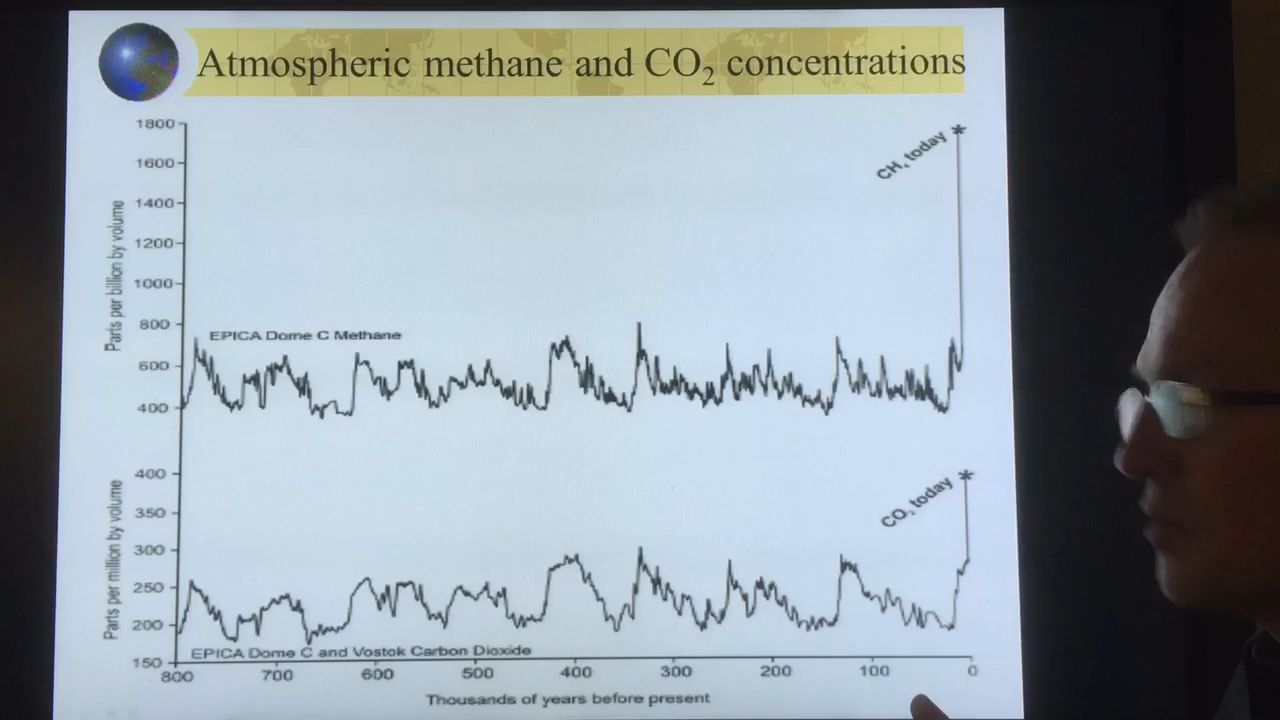 Atmospheric methane and CO₂ concentrations
1800
1600
1400
1200
1000
800
600
400
Parts per billion by volume
EPICA Dome C Methane
CH₄ today
400
350
300
250
200
150
Parts per million by volume
CO₂ today
EPICA Dome C and Vostok Carbon Dioxide
800 700 600 500 400 300 200 100 0
Thousands of years before present